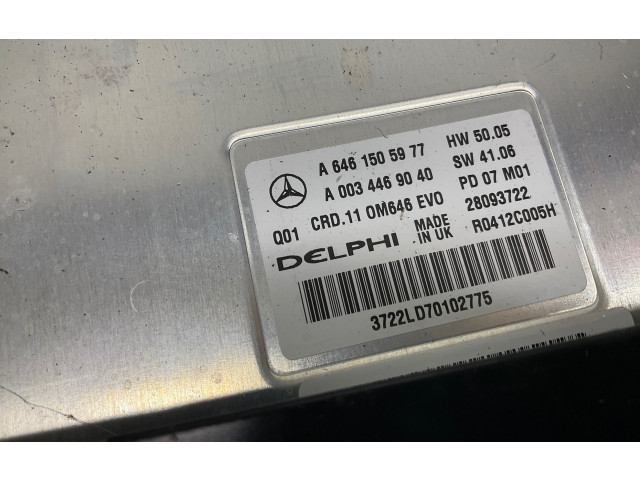 A 646 150 59 77 HW 50.05
A 003 446 90 40 SW 41.06
Q01 CRD.11 OM646 EVO PD 07 M01
DELPHI MADE IN UK 28093722
R0412C005H
3722LD70102775